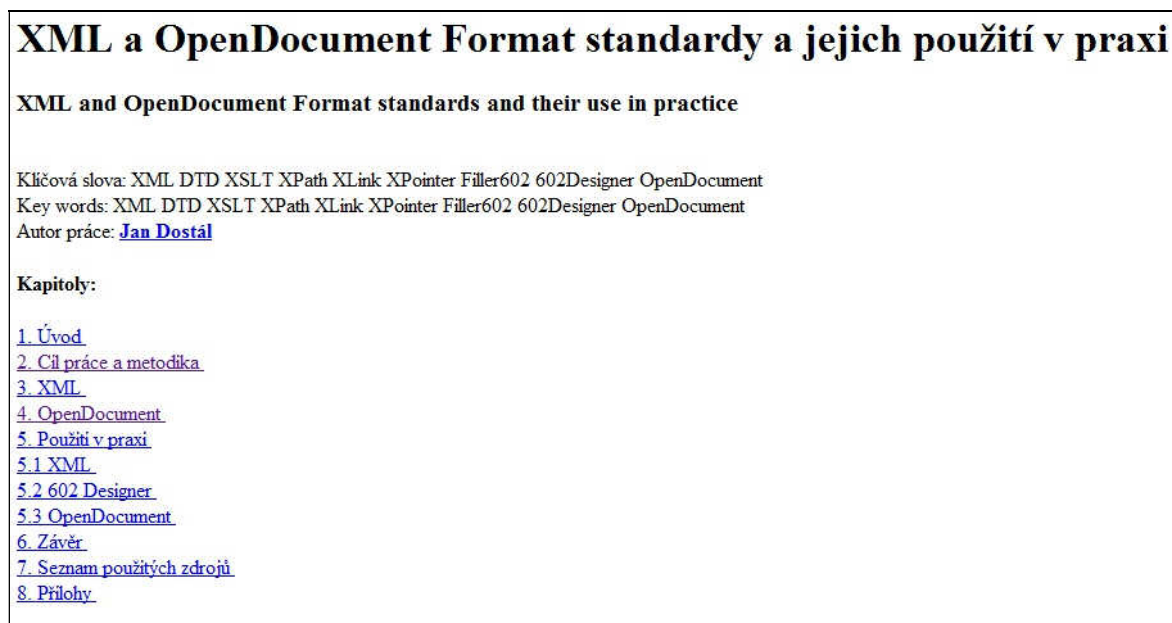 XML a OpenDocument Format standardy a jejich použití v praxi
XML and OpenDocument Format standards and their use in practice
Klíčová slova: XML DTD XSLT XPath XLink XPointer Filler602 602Designer OpenDocument
Key words: XML DTD XSLT XPath XLink XPointer Filler602 602Designer OpenDocument
Autor práce: Jan Dostál
Kapitoly:
1. Úvod
2. Cíl práce a metodika
3. XML
4. OpenDocument
5. Použití v praxi
5.1 XML
5.2 602 Designer
5.3 OpenDocument
6. Závěr
7. Seznam použitých zdrojů
8. Přílohy